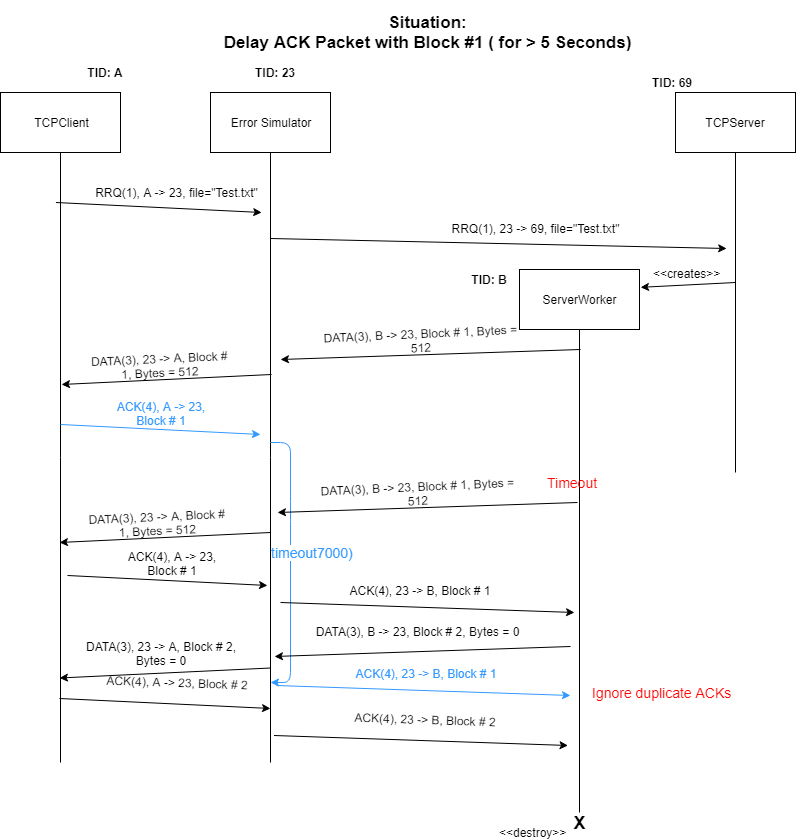 Situation:
Delay ACK Packet with Block #1 ( for > 5 Seconds)
TID: A
TID: 23
TID: 69
TCPClient
Error Simulator
TCPServer
RRQ(1), A -> 23, file="Test.txt"
RRQ(1), 23 -> 69, file="Test.txt"
<<creates>>
TID: B
ServerWorker
DATA(3), B -> 23, Block # 1, Bytes =
512
DATA(3), 23 -> A, Block #
1, Bytes = 512
ACK(4), A -> 23,
Block # 1
Timeout
DATA(3), B -> 23, Block # 1, Bytes =
512
DATA(3), 23 -> A, Block #
1, Bytes = 512
timeout7000)
ACK(4), A -> 23,
Block # 1
ACK(4), 23 -> B, Block # 1
DATA(3), B -> 23, Block # 2, Bytes = 0
DATA(3), 23 -> A, Block # 2,
Bytes = 0
ACK(4), 23 -> B, Block # 1
ACK(4), A -> 23, Block # 2
Ignore duplicate ACKs
ACK(4), 23 -> B, Block # 2
X
<<destroy>>